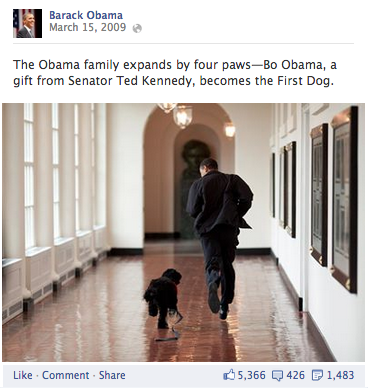 Barack Obama
March 15, 2009
The Obama family expands by four paws—Bo Obama, a
gift from Senator Ted Kennedy, becomes the First Dog.
Like · Comment · Share 5,366 426 1,483